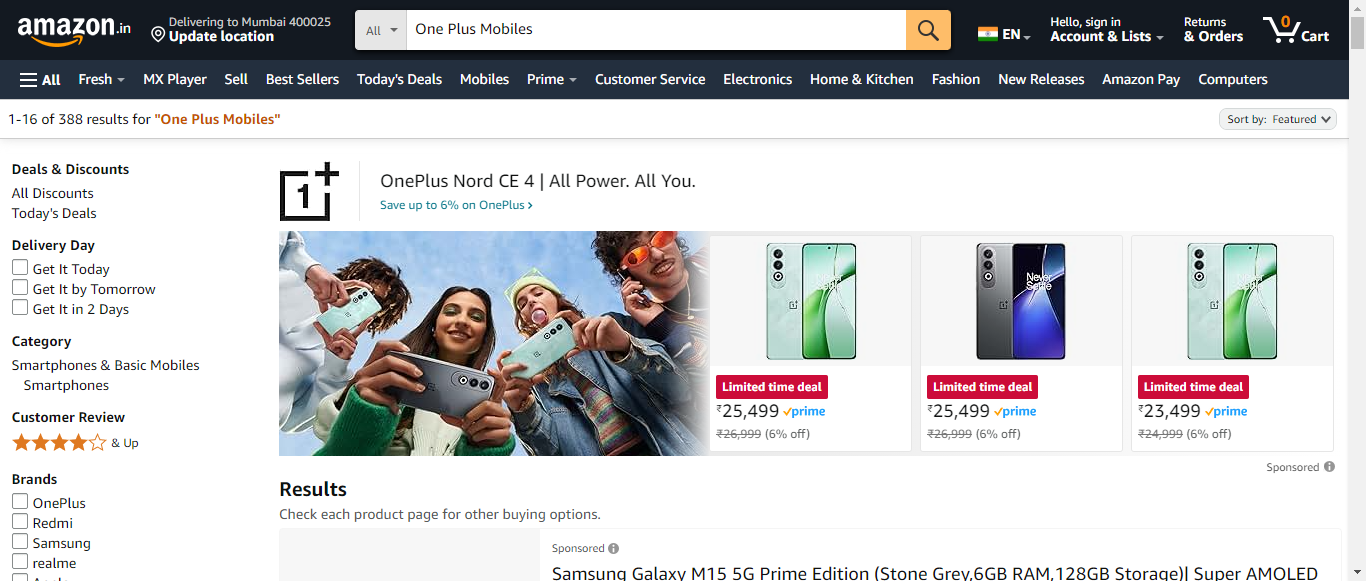 amazon.in
Delivering to Mumbai 400025
Update location
All
One Plus Mobiles
EN
Hello, sign in
Account & Lists
Returns
& Orders
0
Cart
All
Fresh
MX Player
Sell
Best Sellers
Today's Deals
Mobiles
Prime
Customer Service
Electronics
Home & Kitchen
Fashion
New Releases
Amazon Pay
Computers
1-16 of 388 results for "One Plus Mobiles"
Sort by: Featured
Deals & Discounts
All Discounts
Today's Deals
Delivery Day
Get It Today
Get It by Tomorrow
Get It in 2 Days
Category
Smartphones & Basic Mobiles
Smartphones
Customer Review
& Up
Brands
OnePlus
Redmi
Samsung
realme
1+
OnePlus Nord CE 4 | All Power. All You.
Save up to 6% on OnePlus ›
Limited time deal
₹25,499 prime
₹26,999 (6% off)
Never
Settle
Limited time deal
₹25,499 prime
₹26,999 (6% off)
Never
Settle
Limited time deal
₹23,499 prime
₹24,999 (6% off)
Never
Settle
Sponsored
Results
Check each product page for other buying options.
Sponsored
Samsung Galaxy M15 5G Prime Edition (Stone Grey,6GB RAM,128GB Storage)| Super AMOLED